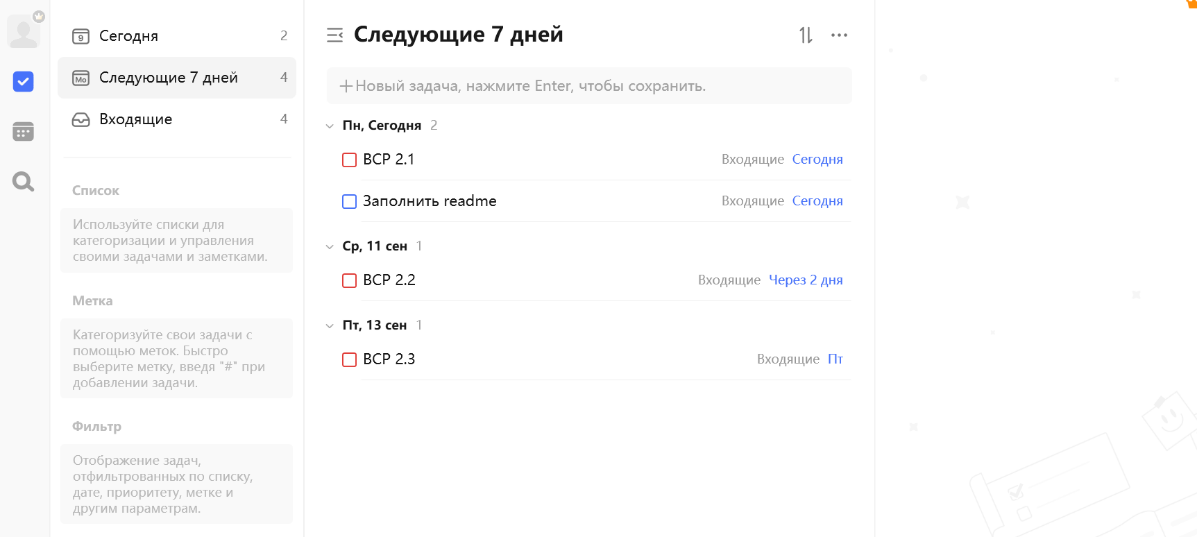 9 Сегодня 2
Mo Следующие 7 дней 4
Входящие 4
Список
Используйте списки для
категоризации и управления
своими задачами и заметками.
Метка
Категоризуйте свои задачи с
помощью меток. Быстро
выберите метку, введя "#" при
добавлении задачи.
Фильтр
Отображение задач,
отфильтрованных по списку,
дате, приоритету, метке и
другим параметрам.
Следующие 7 дней
Новый задача, нажмите Enter, чтобы сохранить.
Пн, Сегодня 2
ВСР 2.1 Входящие Сегодня
Заполнить readme Входящие Сегодня
Ср, 11 сен 1
ВСР 2.2 Входящие Через 2 дня
Пт, 13 сен 1
ВСР 2.3 Входящие Пт